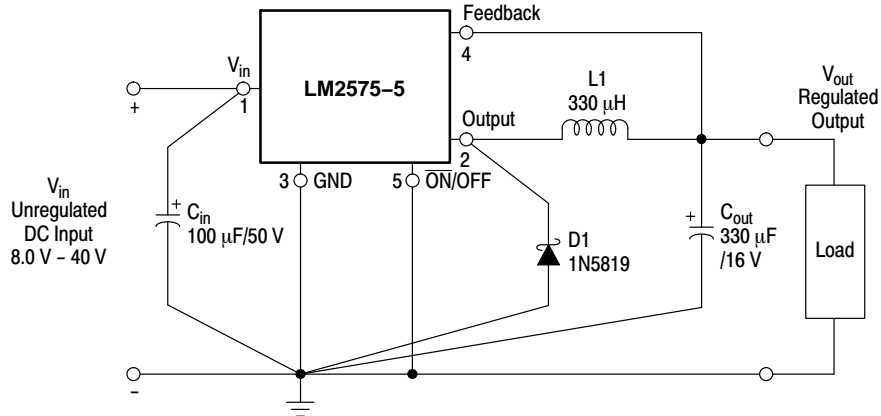 Feedback
4
V_in
+
1
LM2575–5
L1
330 μH
V_out
Regulated
Output
Output
2
3 GND
5 O̅N̅/OFF
V_in
Unregulated
DC Input
8.0 V – 40 V
+
C_in
100 μF/50 V
D1
1N5819
+
C_out
330 μF
/16 V
Load
-